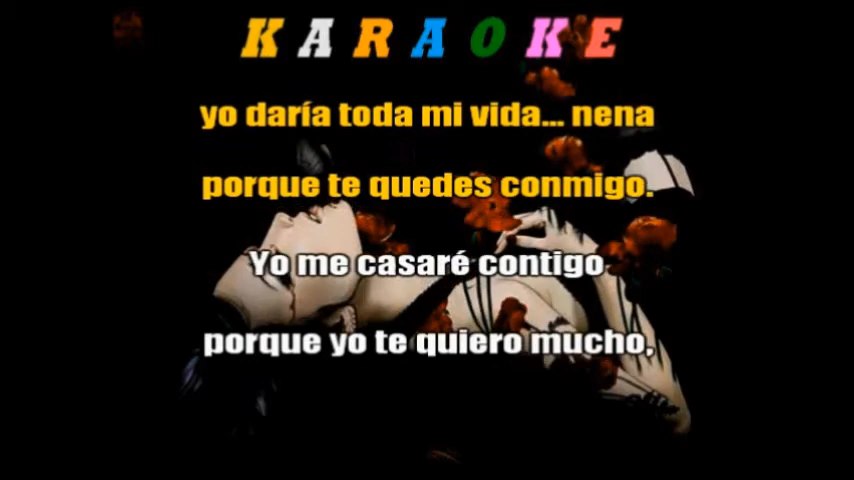 KARAOKE
yo daría toda mi vida... nena
porque te quedes conmigo.
Yo me casaré contigo
porque yo te quiero mucho,